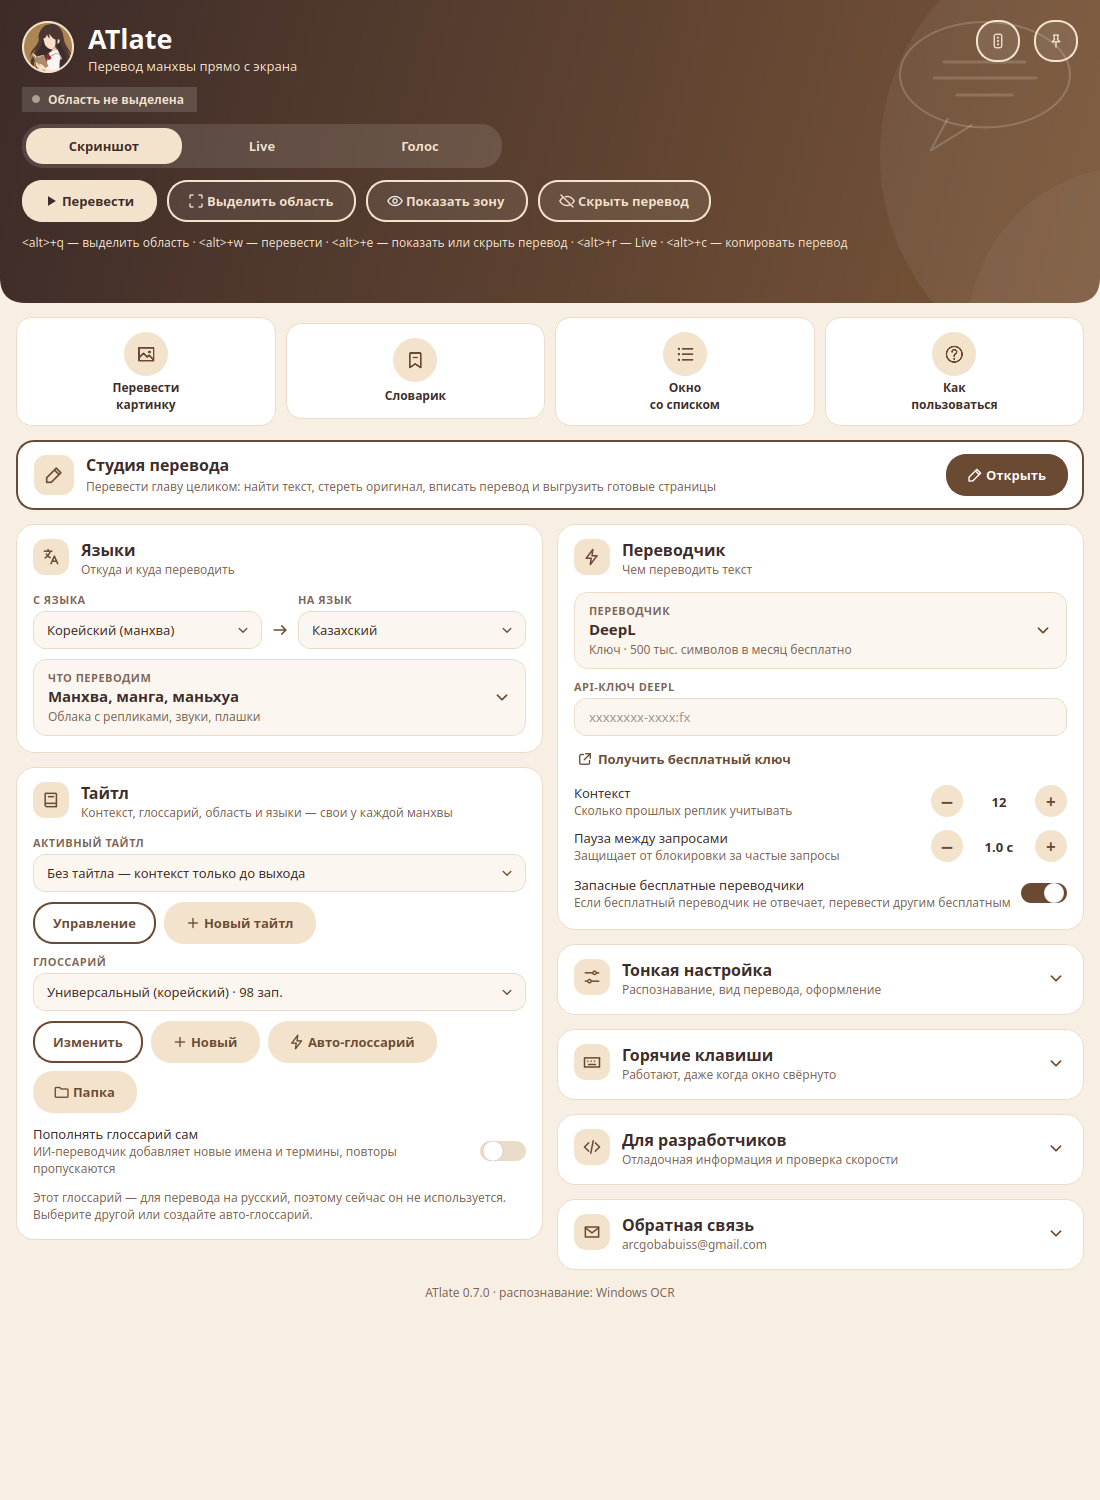 ATlate
Перевод манхвы прямо с экрана
Область не выделена
Скриншот
Live
Голос
Перевести
Выделить область
Показать зону
Скрыть перевод
<alt>+q — выделить область · <alt>+w — перевести · <alt>+e — показать или скрыть перевод · <alt>+r — Live · <alt>+c — копировать перевод
Перевести
картинку
Словарик
Окно
со списком
Как
пользоваться
Студия перевода
Перевести главу целиком: найти текст, стереть оригинал, вписать перевод и выгрузить готовые страницы
Открыть
Языки
Откуда и куда переводить
С ЯЗЫКА
НА ЯЗЫК
Корейский (манхва)
Казахский
ЧТО ПЕРЕВОДИМ
Манхва, манга, маньхуа
Облака с репликами, звуки, плашки
Тайтл
Контекст, глоссарий, область и языки — свои у каждой манхвы
АКТИВНЫЙ ТАЙТЛ
Без тайтла — контекст только до выхода
Управление
Новый тайтл
ГЛОССАРИЙ
Универсальный (корейский) · 98 зап.
Изменить
Новый
Авто-глоссарий
Папка
Пополнять глоссарий сам
ИИ-переводчик добавляет новые имена и термины, повторы
пропускаются
Этот глоссарий — для перевода на русский, поэтому сейчас он не используется.
Выберите другой или создайте авто-глоссарий.
Переводчик
Чем переводить текст
ПЕРЕВОДЧИК
DeepL
Ключ · 500 тыс. символов в месяц бесплатно
API-КЛЮЧ DEEPL
xxxxxxxx-xxxx:fx
Получить бесплатный ключ
Контекст
Сколько прошлых реплик учитывать
– 12 +
Пауза между запросами
Защищает от блокировки за частые запросы
– 1.0 с +
Запасные бесплатные переводчики
Если бесплатный переводчик не отвечает, перевести другим бесплатным
Тонкая настройка
Распознавание, вид перевода, оформление
Горячие клавиши
Работают, даже когда окно свёрнуто
Для разработчиков
Отладочная информация и проверка скорости
Обратная связь
arcgobabuiss@gmail.com
ATlate 0.7.0 · распознавание: Windows OCR